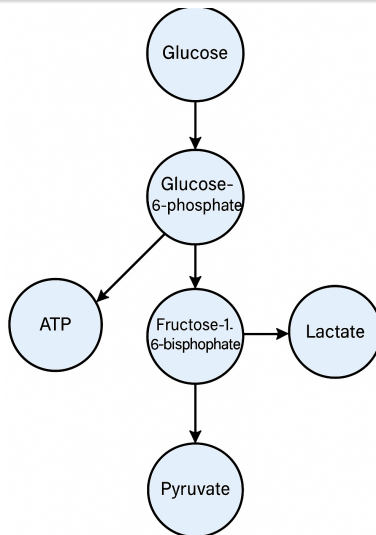 Glucose
Glucose-
6-phosphate
ATP
Fructose-1.
6-bisphophate
Lactate
Pyruvate